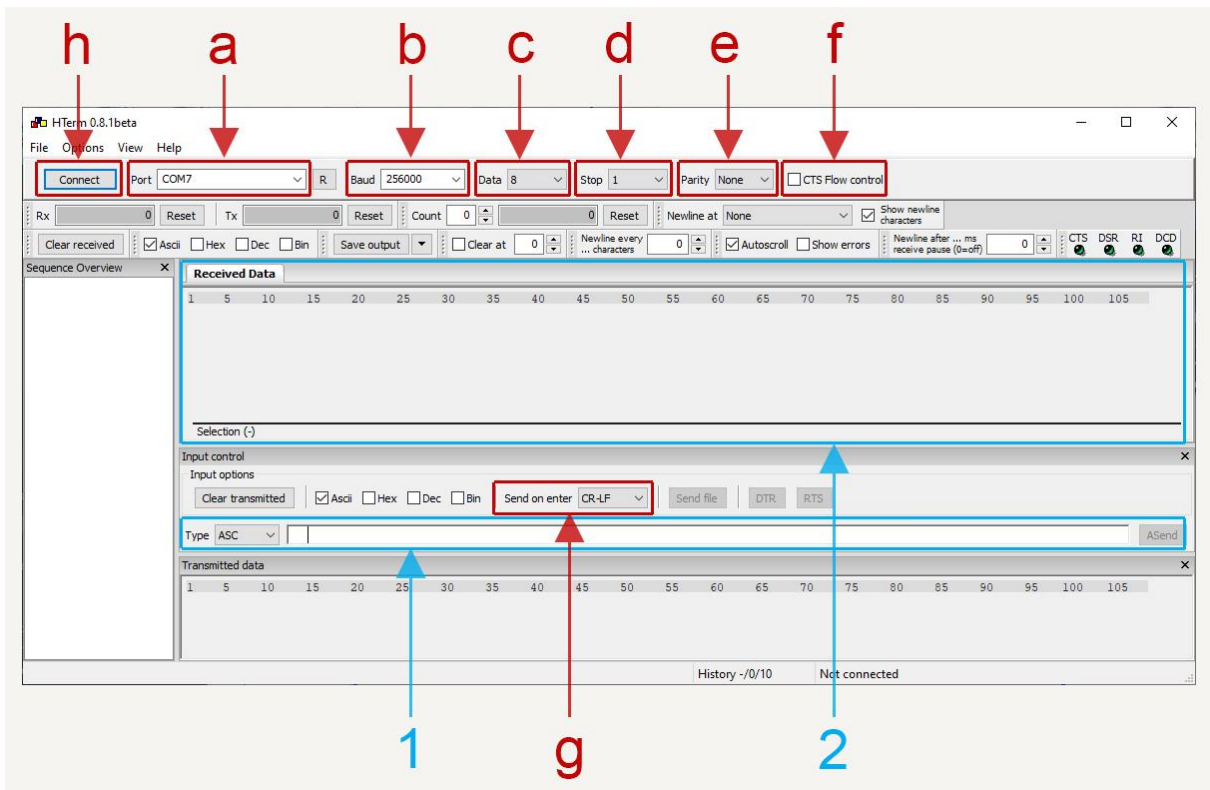 h a b c d e f
HTerm 0.8.1beta
File Options View Help
Connect Port COM7 R Baud 256000 Data 8 Stop 1 Parity None CTS Flow control
Rx 0 Reset Tx 0 Reset Count 0 0 Reset Newline at None Show newline
characters
Clear received Ascii Hex Dec Bin Save output Clear at 0 Newline every
... characters 0 Autoscroll Show errors Newline after ... ms
receive pause (0=off) 0 CTS DSR RI DCD
Sequence Overview X Received Data
1 5 10 15 20 25 30 35 40 45 50 55 60 65 70 75 80 85 90 95 100 105
Selection (-)
Input control
Input options
Clear transmitted Ascii Hex Dec Bin Send on enter CR-LF Send file DTR RTS
Type ASC ASend
Transmitted data
1 5 10 15 20 25 30 35 40 45 50 55 60 65 70 75 80 85 90 95 100 105
History -/0/10 Not connected
1 g 2